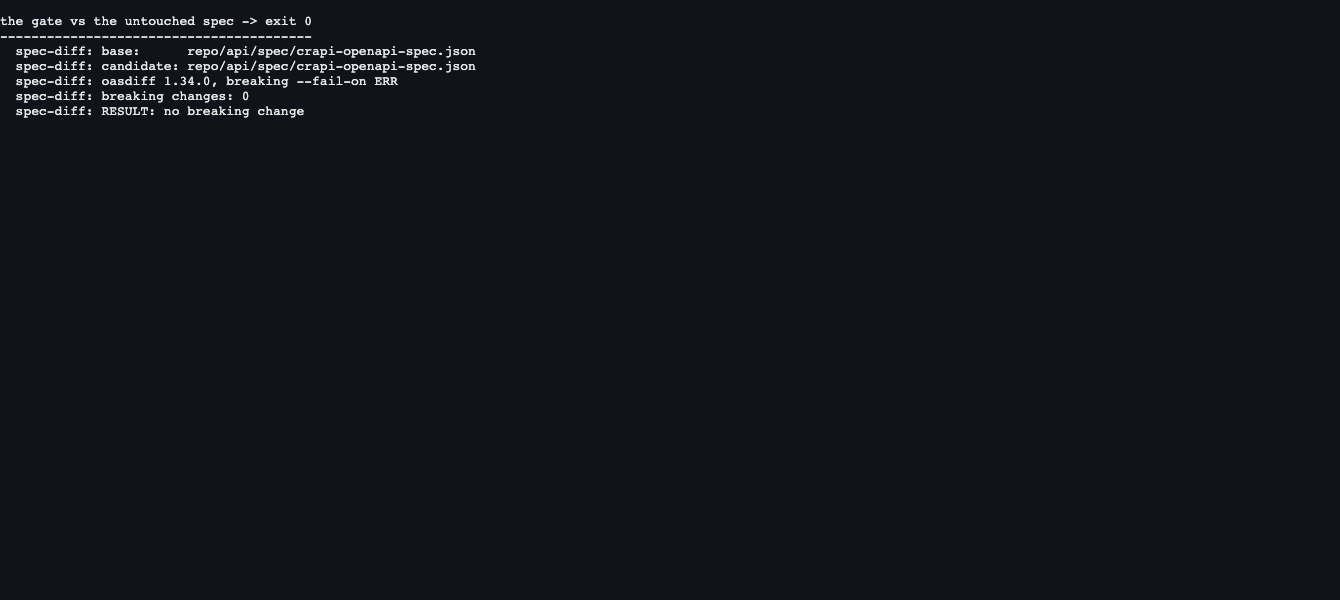 the gate vs the untouched spec -> exit 0
----------------------------------------
  spec-diff: base:      repo/api/spec/crapi-openapi-spec.json
  spec-diff: candidate: repo/api/spec/crapi-openapi-spec.json
  spec-diff: oasdiff 1.34.0, breaking --fail-on ERR
  spec-diff: breaking changes: 0
  spec-diff: RESULT: no breaking change